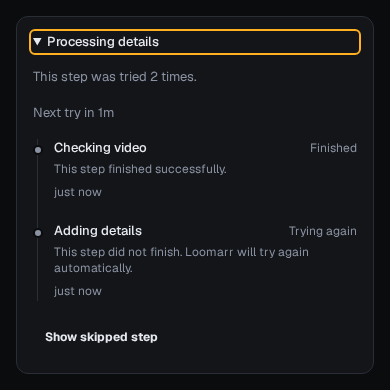 Processing details
This step was tried 2 times.
Next try in 1m
Checking video Finished
This step finished successfully.
just now
Adding details Trying again
This step did not finish. Loomarr will try again
automatically.
just now
Show skipped step